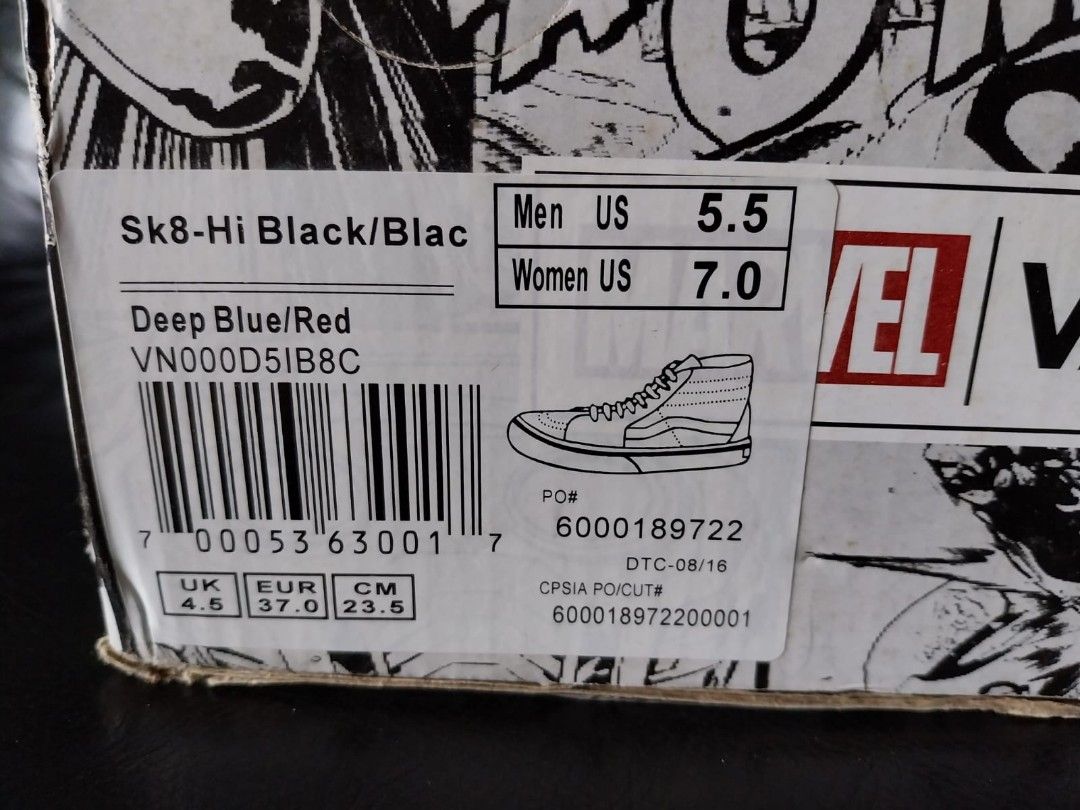 Sk8-Hi Black/Blac
Men US 5.5
Women US 7.0
Deep Blue/Red
VN000D5IB8C
7 00053 63001 7
UK 4.5
EUR 37.0
CM 23.5
PO#
6000189722
DTC-08/16
CPSIA PO/CUT#
600018972200001